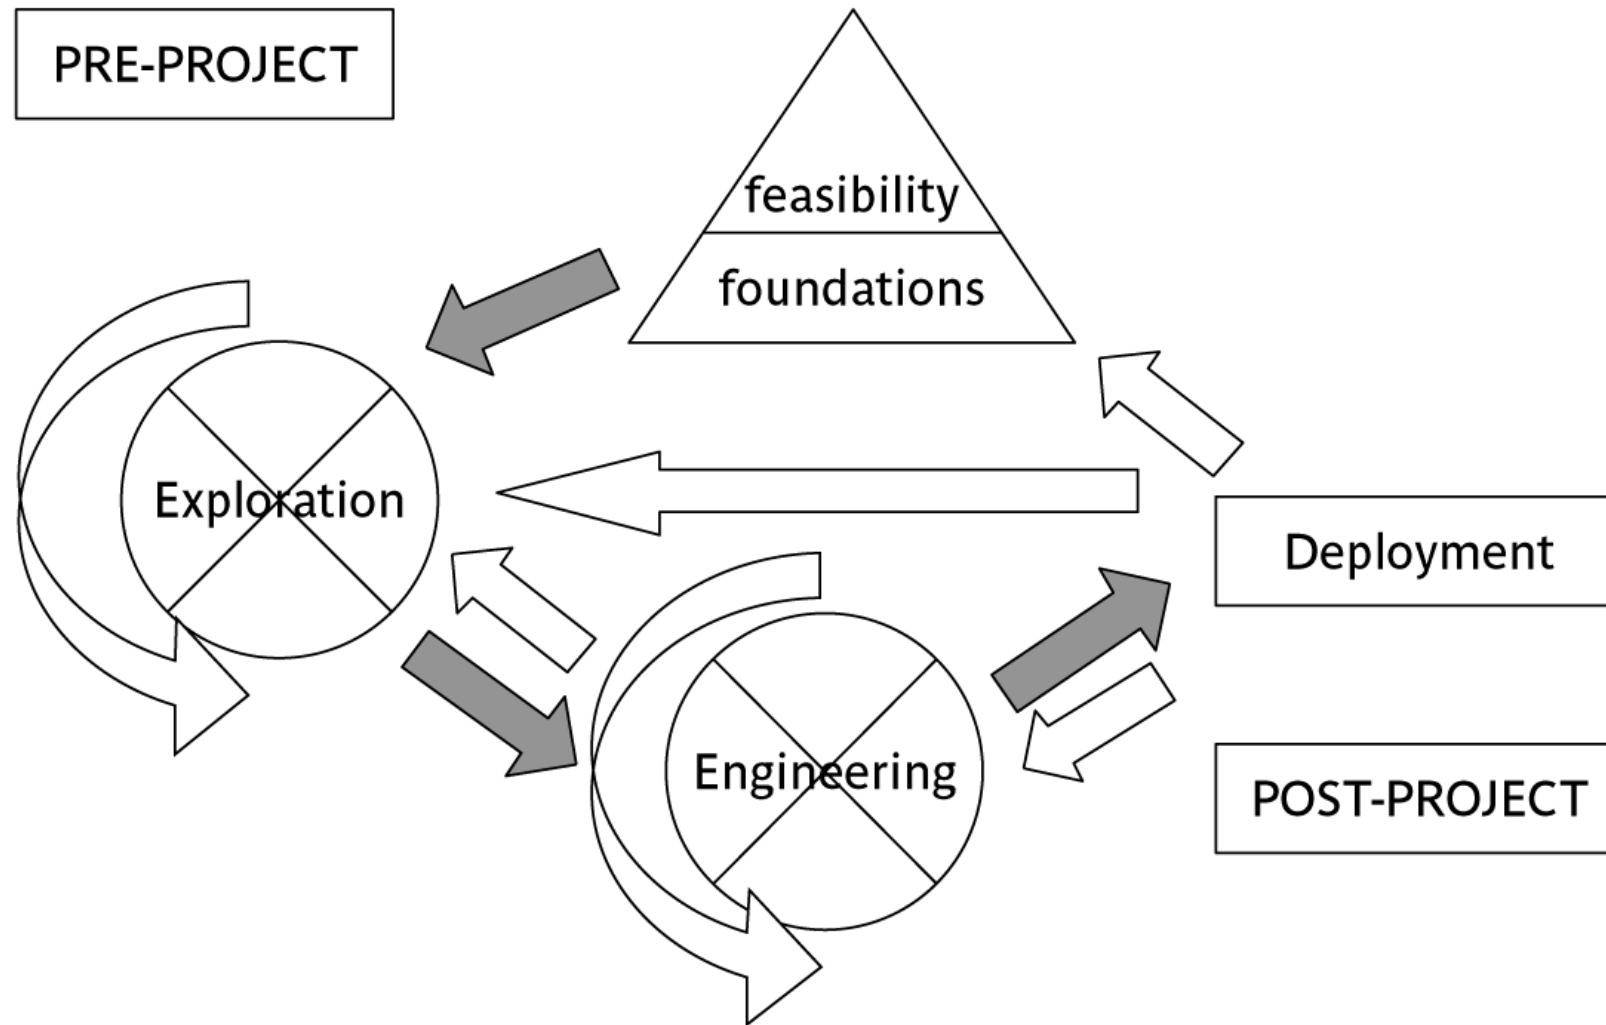 PRE-PROJECT
feasibility
foundations
Exploration
Deployment
Engineering
POST-PROJECT